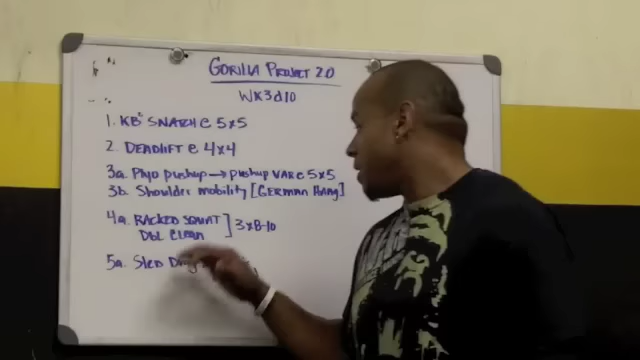 GORILLA PROJECT 2.0
WK3d10
1. KB² SNATCH @ 5x5
2. DEADLIFT @ 4x4
3a. Plyo pushup → pushup VAR @ 5x5
3b. Shoulder mobility [GERMAN HANG]
4a. RACKED SQUAT ] 3x8-10
DBL CLEAN
5a. Sled